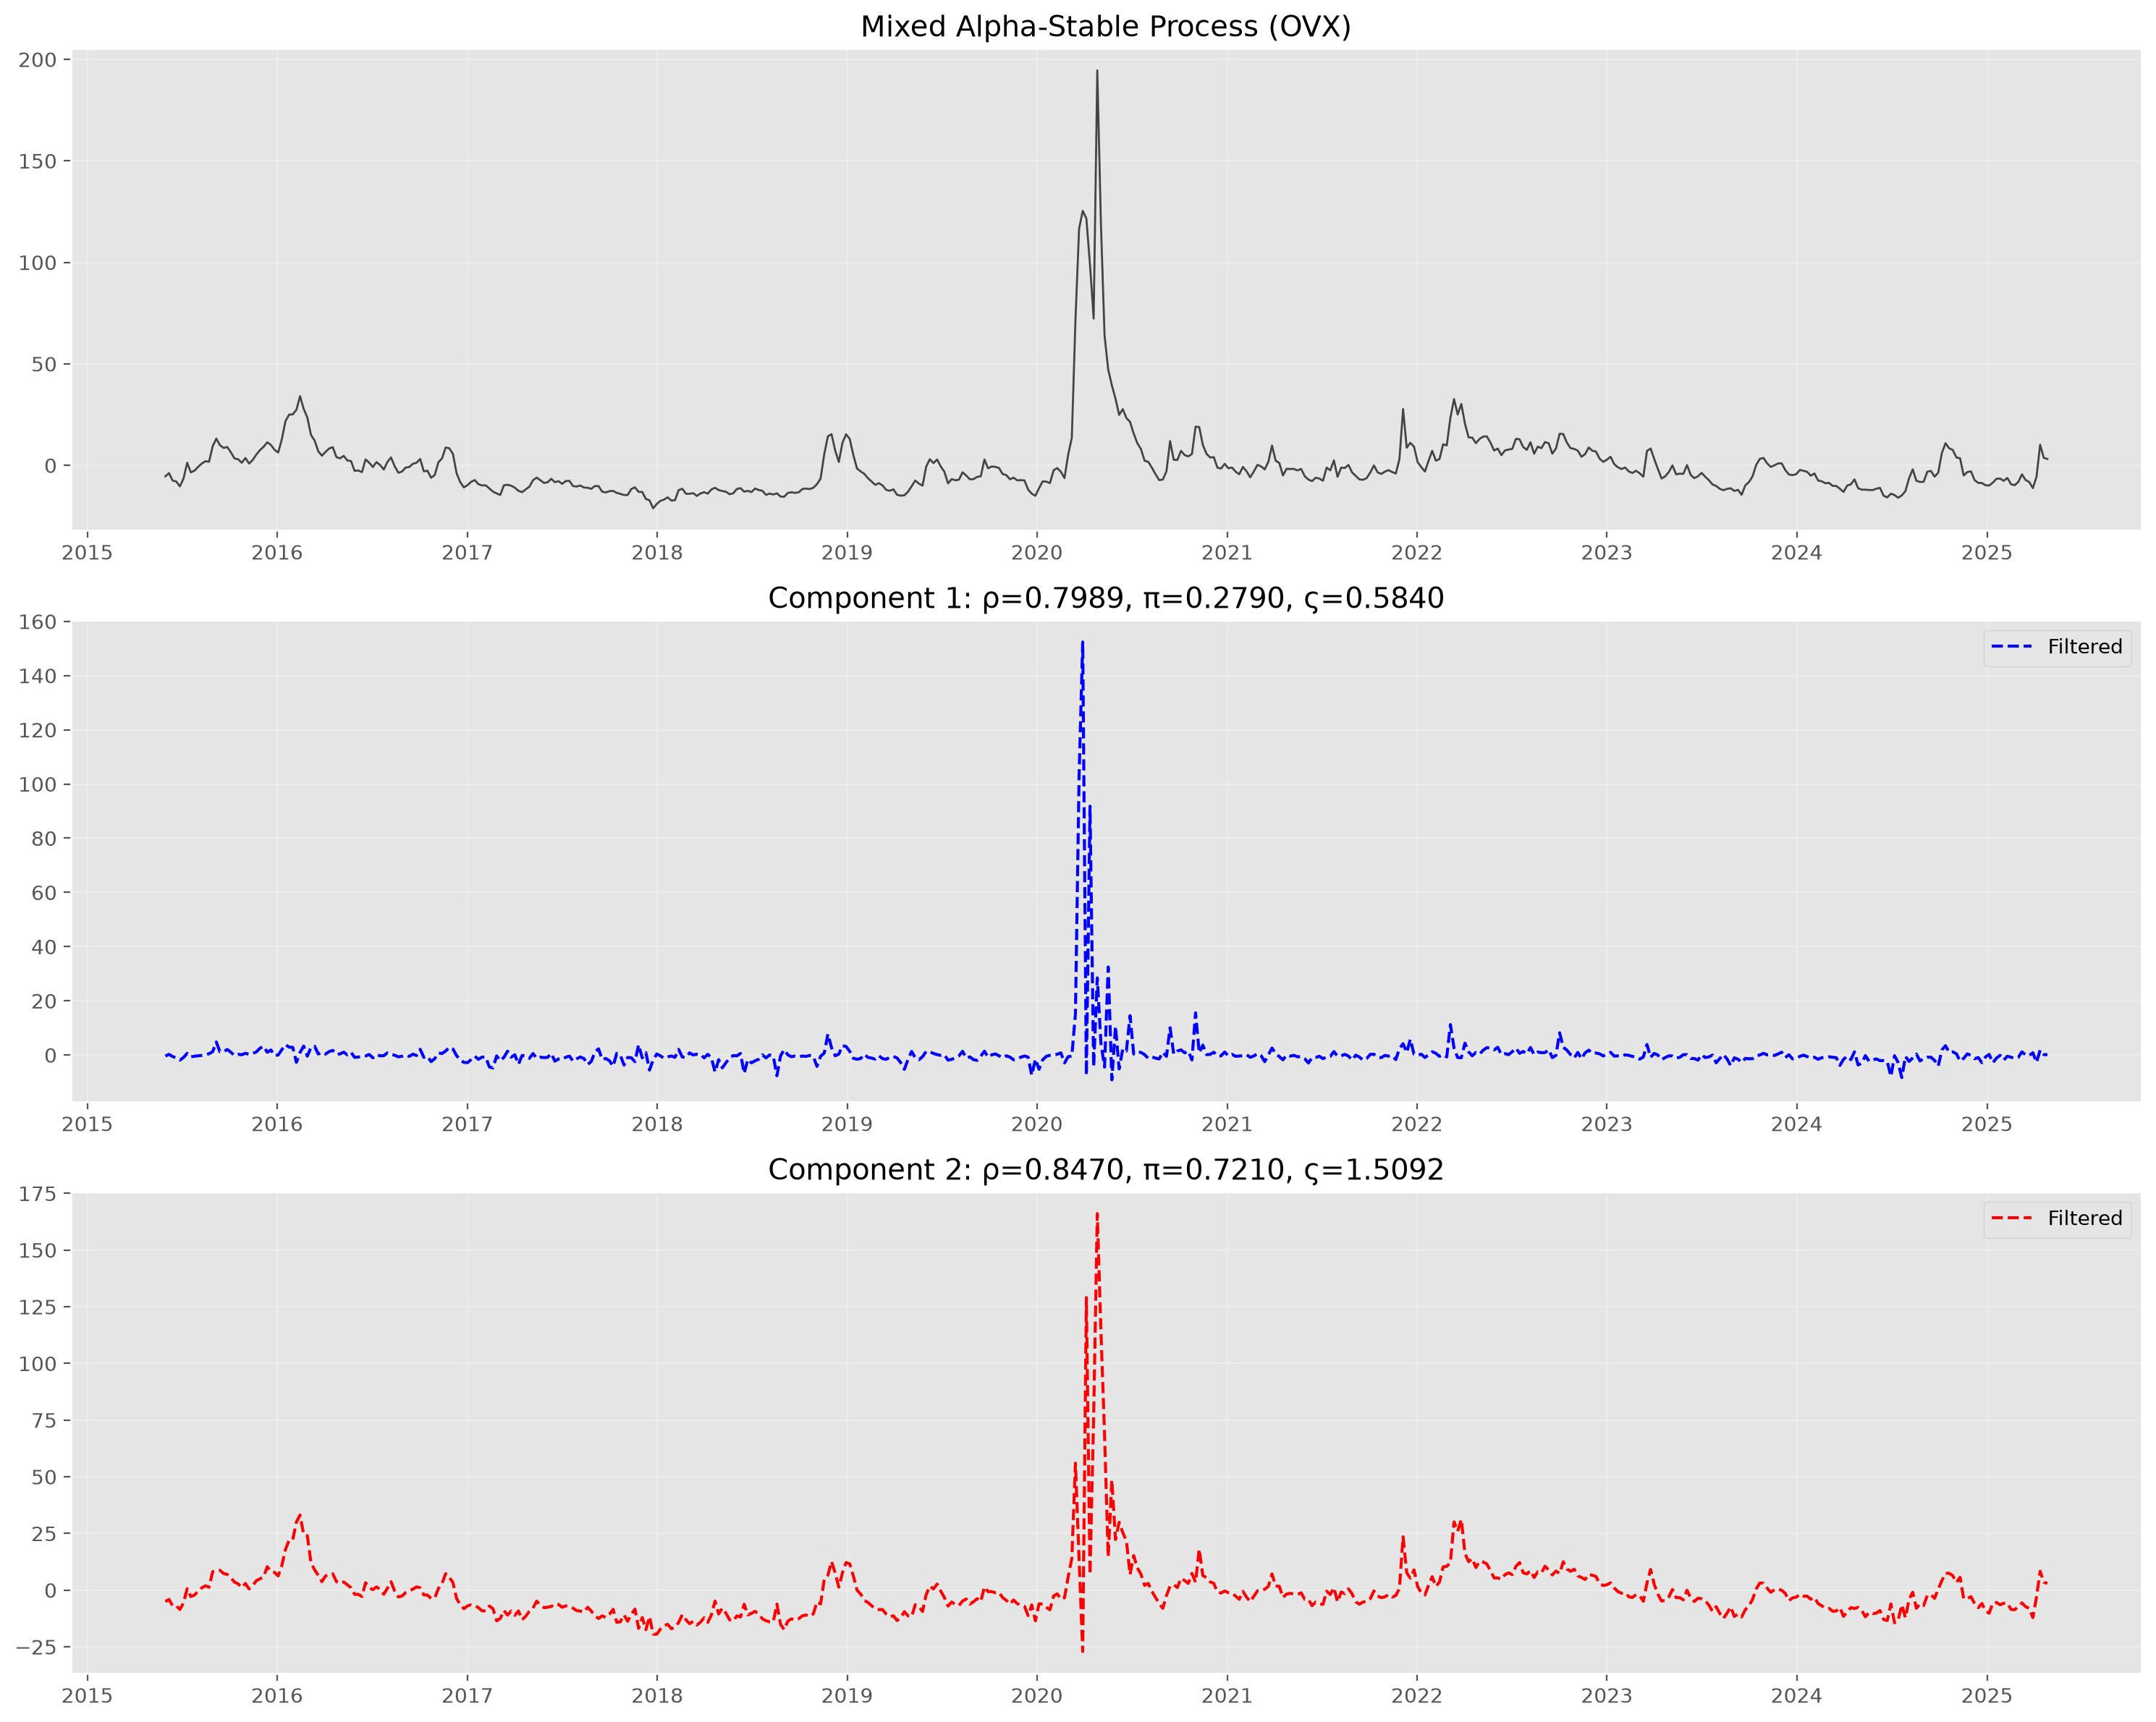 Mixed Alpha-Stable Process (OVX)
200
150
100
50
0
2015 2016 2017 2018 2019 2020 2021 2022 2023 2024 2025
Component 1: ρ=0.7989, π=0.2790, ς=0.5840
160
140
120
100
80
60
40
20
0
Filtered
2015 2016 2017 2018 2019 2020 2021 2022 2023 2024 2025
Component 2: ρ=0.8470, π=0.7210, ς=1.5092
175
150
125
100
75
50
25
0
−25
Filtered
2015 2016 2017 2018 2019 2020 2021 2022 2023 2024 2025